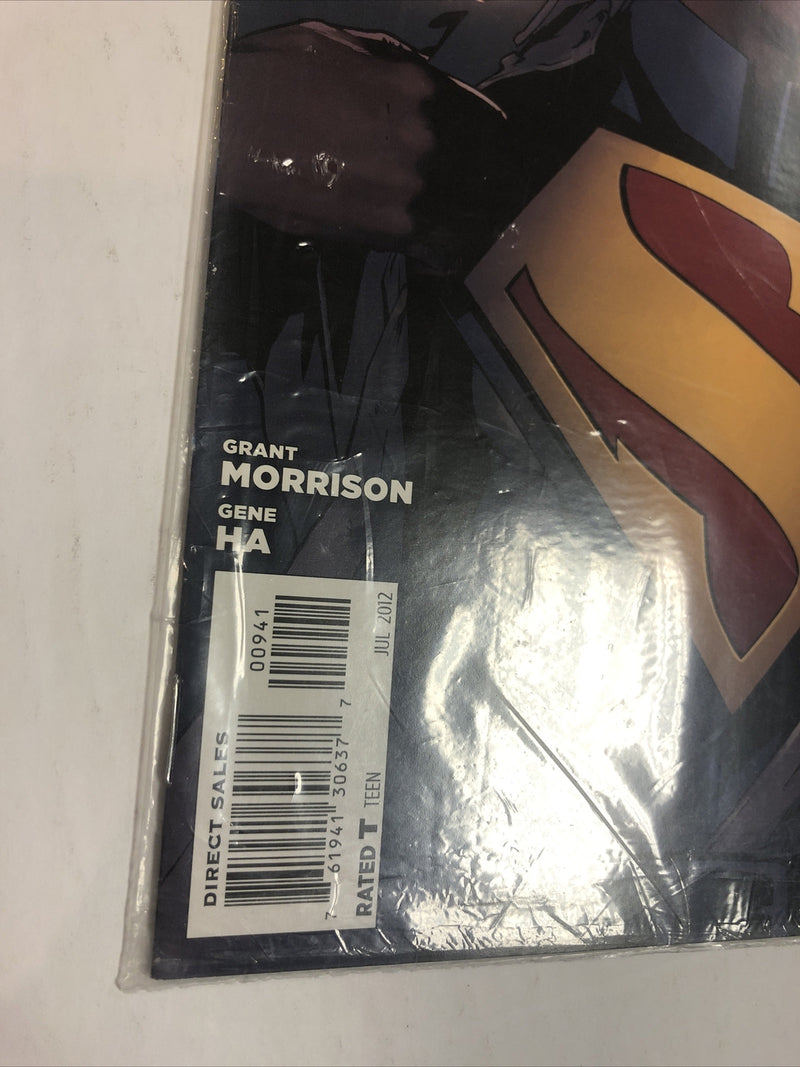 GRANT
MORRISON
GENE
HA
DIRECT SALES
00941
7 61941 30637 7
RATED T TEEN
JUL 2012